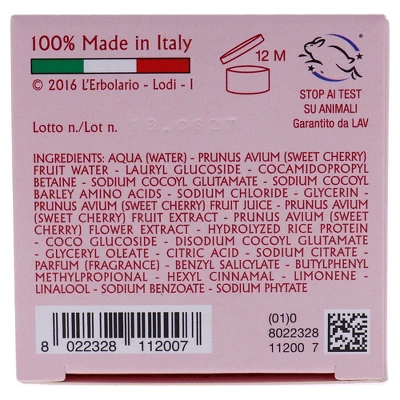 100% Made in Italy
12 M
© 2016 L'Erbolario - Lodi - I
STOP AI TEST
SU ANIMALI
Garantito da LAV
Lotto n./Lot n.
INGREDIENTS: AQUA (WATER) - PRUNUS AVIUM (SWEET CHERRY)
FRUIT WATER - LAURYL GLUCOSIDE - COCAMIDOPROPYL
BETAINE - SODIUM COCOYL GLUTAMATE - SODIUM COCOYL
BARLEY AMINO ACIDS - SODIUM CHLORIDE - GLYCERIN -
PRUNUS AVIUM (SWEET CHERRY) FRUIT JUICE - PRUNUS AVIUM
(SWEET CHERRY) FRUIT EXTRACT - PRUNUS AVIUM (SWEET
CHERRY) FLOWER EXTRACT - HYDROLYZED RICE PROTEIN
- COCO GLUCOSIDE - DISODIUM COCOYL GLUTAMATE
- GLYCERYL OLEATE - CITRIC ACID - SODIUM CITRATE -
PARFUM (FRAGRANCE) - BENZYL SALICYLATE - BUTYLPHENYL
METHYLPROPIONAL - HEXYL CINNAMAL - LIMONENE -
LINALOOL - SODIUM BENZOATE - SODIUM PHYTATE
8 022328 112007
(01)0
8022328
11200 7